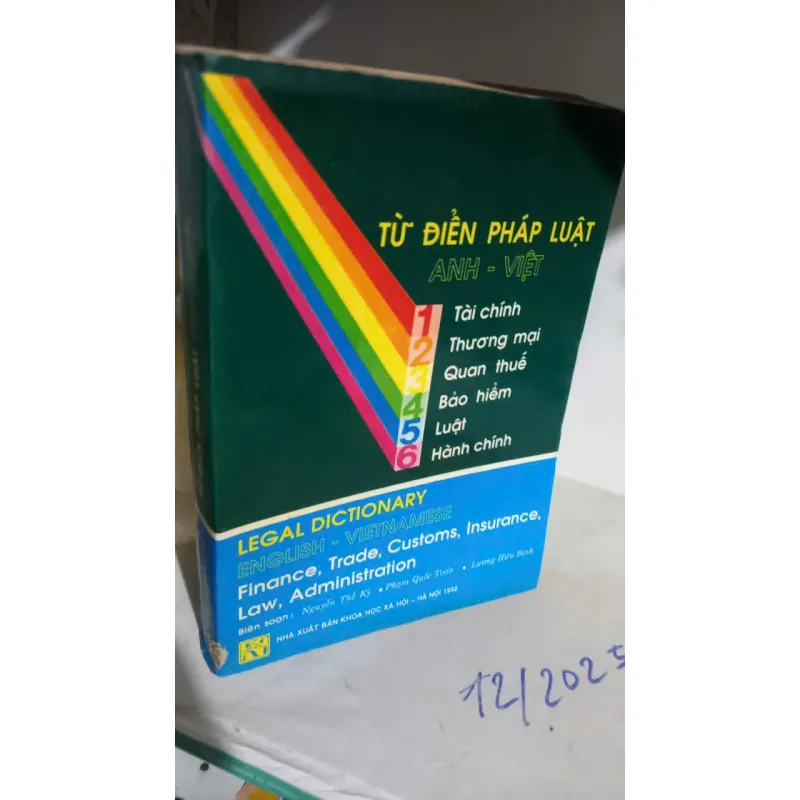 TỪ ĐIỂN PHÁP LUẬT
ANH - VIỆT
1 Tài chính
2 Thương mại
3 Quan thuế
4 Bảo hiểm
5 Luật
6 Hành chính
LEGAL DICTIONARY
ENGLISH - VIETNAMESE
Finance, Trade, Customs, Insurance,
Law, Administration
Biên soạn: Nguyễn Thế Kỳ • Phạm Quốc Toản • Lương Hữu Định
NHÀ XUẤT BẢN KHOA HỌC XÃ HỘI - HÀ NỘI 1992
12/2025